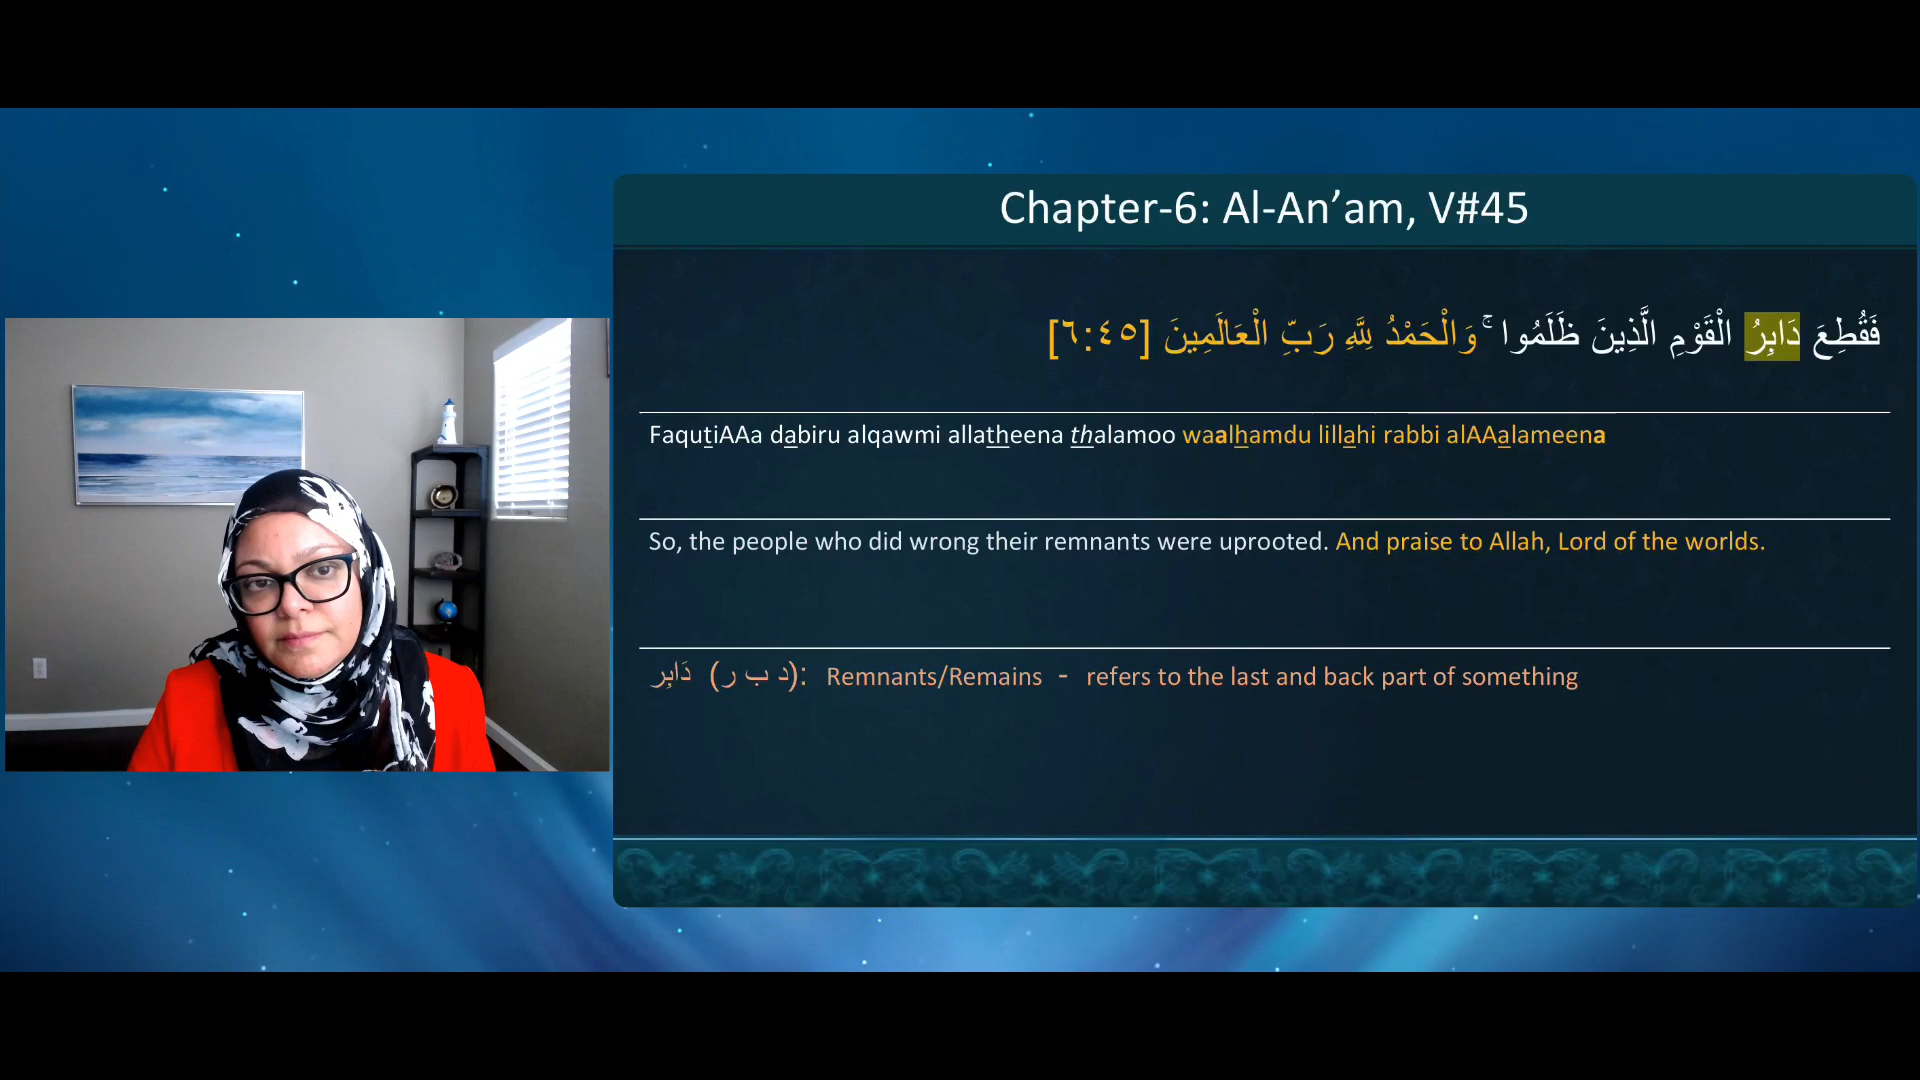 Chapter-6: Al-An’am, V#45
فَقُطِعَ دَابِرُ الْقَوْمِ الَّذِينَ ظَلَمُوا ۚ وَالْحَمْدُ لِلَّهِ رَبِّ الْعَالَمِينَ [٦:٤٥]
FaqutiAAa dabiru alqawmi allatheena thalamoo waalhamdu lillahi rabbi alAAalameena
So, the people who did wrong their remnants were uprooted. And praise to Allah, Lord of the worlds.
دَابِر (د ب ر): Remnants/Remains - refers to the last and back part of something